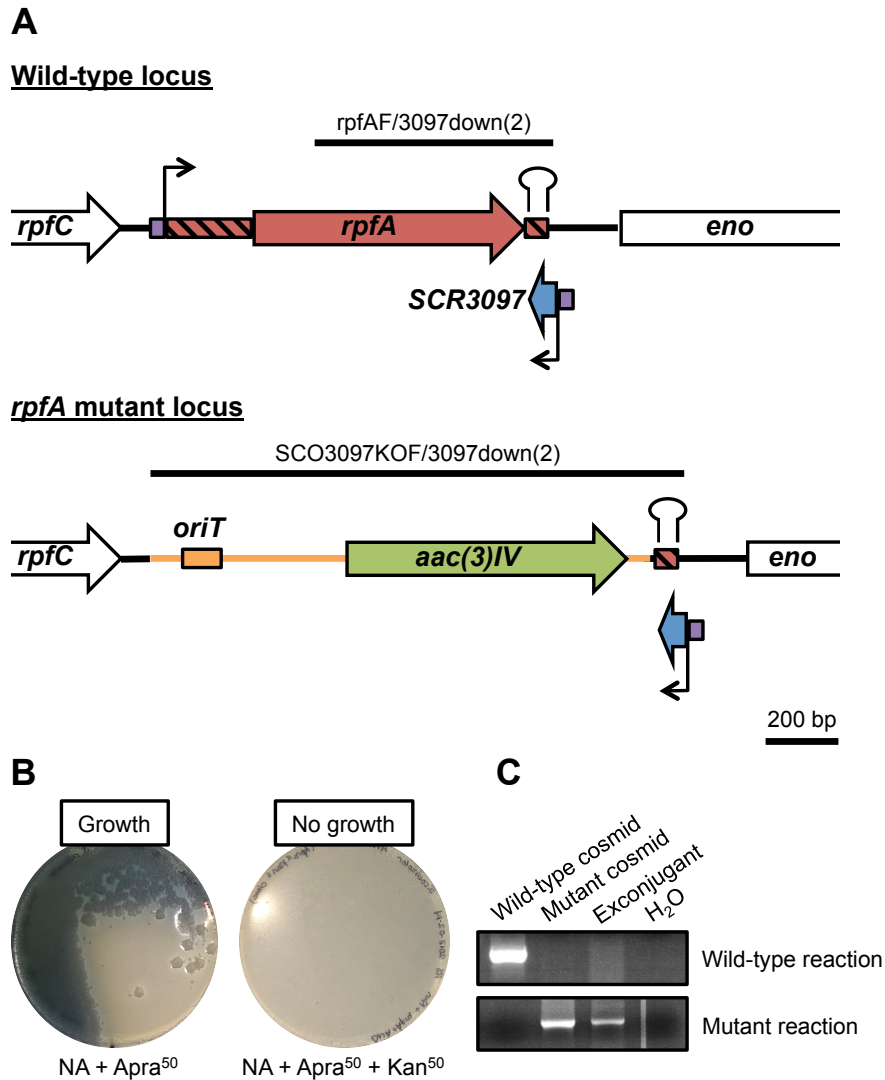 A
Wild-type locus
rpfAF/3097down(2)
rpfC
rpfA
eno
SCR3097
rpfA mutant locus
SCO3097KOF/3097down(2)
rpfC
oriT
aac(3)IV
eno
200 bp
B
Growth
No growth
NA + Apra⁵⁰
NA + Apra⁵⁰ + Kan⁵⁰
C
Wild-type cosmid
Mutant cosmid
Exconjugant
H₂O
Wild-type reaction
Mutant reaction